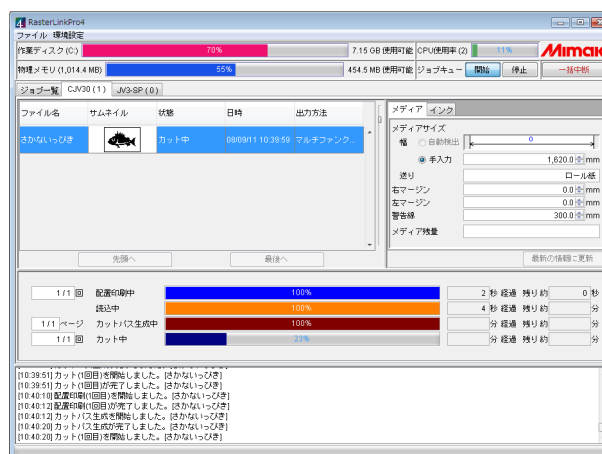 RasterLinkPro4
ファイル 環境設定
作業ディスク(C:) 70% 7.15 GB 使用可能 CPU使用率(2) 11% Mimaki
物理メモリ(1,014.4 MB) 55% 454.5 MB 使用可能 ジョブキュー 開始 停止 一括中断
ジョブ一覧 CJV30(1) JV3-SP(0)
ファイル名 サムネイル 状態 日時 出力方法 メディア インク
さかないっぴき カット中 08/09/11 10:39:59 マルチファンク...
メディアサイズ
幅 自動検出 0
手入力 1,620.0 mm
送り ロール紙
右マージン 0.0 mm
左マージン 0.0 mm
警告線 300.0 mm
メディア残量
先頭へ 最後へ 最新の情報に更新
1/1 回 配置印刷中 100% 2 秒 経過 残り約 0 秒
読込中 100% 4 秒 経過 残り約 分
1/1 ページ カットパス生成中 100% 分 経過 残り約 分
1/1 回 カット中 23% 分 経過 残り約 分
[10:39:51] カット(1回目)を開始しました。[さかないっぴき]
[10:39:51] カット(1回目)が完了しました。[さかないっぴき]
[10:40:10] 配置印刷(1回目)を開始しました。[さかないっぴき]
[10:40:12] 配置印刷(1回目)が完了しました。[さかないっぴき]
[10:40:12] カットパス生成を開始しました。[さかないっぴき]
[10:40:20] カットパス生成が完了しました。[さかないっぴき]
[10:40:20] カット(1回目)を開始しました。[さかないっぴき]